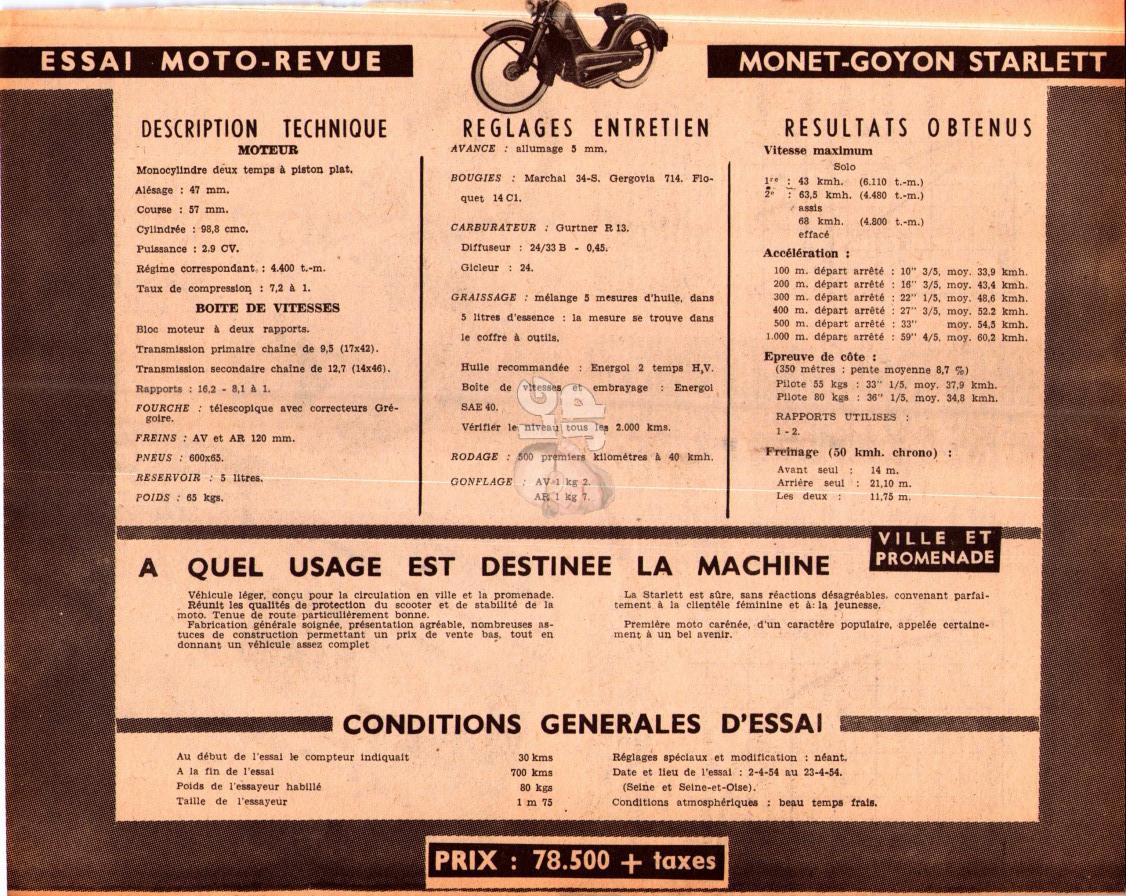 ESSAI MOTO-REVUE
MONET-GOYON STARLETT
DESCRIPTION TECHNIQUE
MOTEUR
Monocylindre deux temps à piston plat.
Alésage : 47 mm.
Course : 57 mm.
Cylindrée : 98,8 cmc.
Puissance : 2.9 CV.
Régime correspondant : 4.400 t.-m.
Taux de compression : 7,2 à 1.
BOITE DE VITESSES
Bloc moteur à deux rapports.
Transmission primaire chaîne de 9,5 (17x42).
Transmission secondaire chaîne de 12,7 (14x46).
Rapports : 16,2 - 8,1 à 1.
FOURCHE : télescopique avec correcteurs Gré-
goire.
FREINS : AV et AR 120 mm.
PNEUS : 600x65.
RESERVOIR : 5 litres.
POIDS : 65 kgs.
REGLAGES ENTRETIEN
AVANCE : allumage 5 mm.
BOUGIES : Marchal 34-S. Gergovia 714. Flo-
quet 14 C1.
CARBURATEUR : Gurtner R 13.
Diffuseur : 24/33 B - 0,45.
Gicleur : 24.
GRAISSAGE : mélange 5 mesures d'huile, dans
5 litres d'essence : la mesure se trouve dans
le coffre à outils.
Huile recommandée : Energol 2 temps H.V.
Boîte de vitesses et embrayage : Energol
SAE 40.
Vérifier le niveau tous les 2.000 kms.
RODAGE : 500 premiers kilomètres à 40 kmh.
GONFLAGE : AV 1 kg 2.
AR 1 kg 7.
RESULTATS OBTENUS
Vitesse maximum
Solo
1re : 43 kmh. (6.110 t.-m.)
2e : 63,5 kmh. (4.480 t.-m.)
assis
68 kmh. (4.800 t.-m.)
effacé
Accélération :
100 m. départ arrêté : 10" 3/5, moy. 33,9 kmh.
200 m. départ arrêté : 16" 3/5, moy. 43,4 kmh.
300 m. départ arrêté : 22" 1/5, moy. 48,6 kmh.
400 m. départ arrêté : 27" 3/5, moy. 52.2 kmh.
500 m. départ arrêté : 33" moy. 54,5 kmh.
1.000 m. départ arrêté : 59" 4/5, moy. 60,2 kmh.
Epreuve de côte :
(350 mètres : pente moyenne 8,7 %)
Pilote 55 kgs : 33" 1/5, moy. 37,9 kmh.
Pilote 80 kgs : 36" 1/5, moy. 34,8 kmh.
RAPPORTS UTILISES :
1 - 2.
Freinage (50 kmh. chrono) :
Avant seul : 14 m.
Arrière seul : 21,10 m.
Les deux : 11,75 m.
VILLE ET
PROMENADE
A QUEL USAGE EST DESTINEE LA MACHINE
Véhicule léger, conçu pour la circulation en ville et la promenade.
Réunit les qualités de protection du scooter et de stabilité de la
moto. Tenue de route particulièrement bonne.
Fabrication générale soignée, présentation agréable, nombreuses as-
tuces de construction permettant un prix de vente bas, tout en
donnant un véhicule assez complet
La Starlett est sûre, sans réactions désagréables, convenant parfai-
tement à la clientèle féminine et à la jeunesse.
Première moto carénée, d'un caractère populaire, appelée certaine-
ment à un bel avenir.
CONDITIONS GENERALES D'ESSAI
Au début de l'essai le compteur indiquait 30 kms
A la fin de l'essai 700 kms
Poids de l'essayeur habillé 80 kgs
Taille de l'essayeur 1 m 75
Réglages spéciaux et modification : néant.
Date et lieu de l'essai : 2-4-54 au 23-4-54.
(Seine et Seine-et-Oise).
Conditions atmosphériques : beau temps frais.
PRIX : 78.500 + taxes